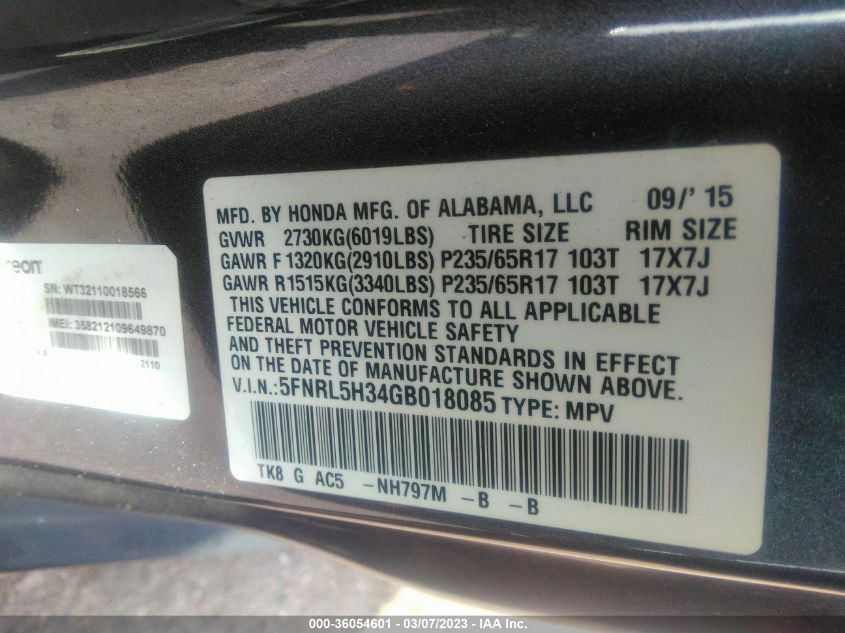 reon
SN: WT32110018566
IMEI: 358212109649870
2110
MFD. BY HONDA MFG. OF ALABAMA, LLC 09/' 15
GVWR 2730KG(6019LBS) TIRE SIZE RIM SIZE
GAWR F 1320KG(2910LBS) P235/65R17 103T 17X7J
GAWR R1515KG(3340LBS) P235/65R17 103T 17X7J
THIS VEHICLE CONFORMS TO ALL APPLICABLE
FEDERAL MOTOR VEHICLE SAFETY
AND THEFT PREVENTION STANDARDS IN EFFECT
ON THE DATE OF MANUFACTURE SHOWN ABOVE.
V.I.N.:5FNRL5H34GB018085 TYPE: MPV
TK8 G AC5 -NH797M -B -B
000-36054601 - 03/07/2023 - IAA Inc.